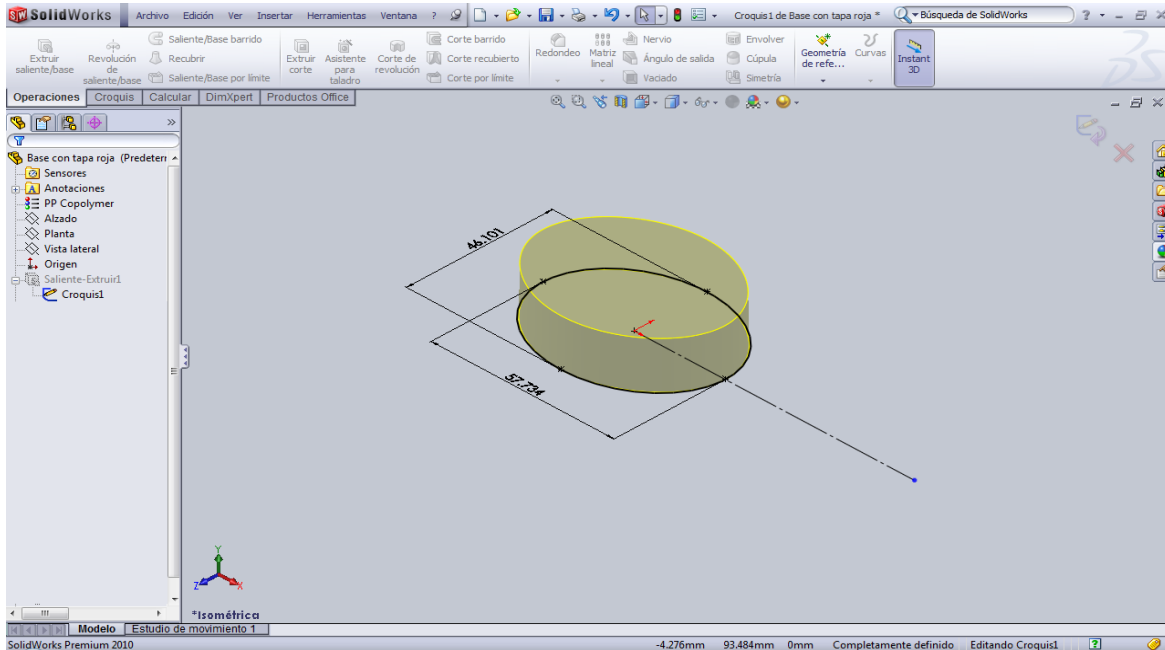 SolidWorks Archivo Edición Ver Insertar Herramientas Ventana ? Croquis1 de Base con tapa roja * Búsqueda de SolidWorks ?
Extruir saliente/base
Revolución de saliente/base
Saliente/Base barrido
Recubrir
Saliente/Base por límite
Extruir corte
Asistente para taladro
Corte de revolución
Corte barrido
Corte recubierto
Corte por límite
Redondeo
Matriz lineal
Nervio
Ángulo de salida
Vaciado
Envolver
Cúpula
Simetría
Geometría de refe...
Curvas
Instant 3D
Operaciones Croquis Calcular DimXpert Productos Office
Base con tapa roja (Predeterr
Sensores
Anotaciones
PP Copolymer
Alzado
Planta
Vista lateral
Origen
Saliente-Extruir1
Croquis1
46.101
57.734
Y
Z X
*Isométrica
Modelo Estudio de movimiento 1
SolidWorks Premium 2010 -4.276mm 93.484mm 0mm Completamente definido Editando Croquis1